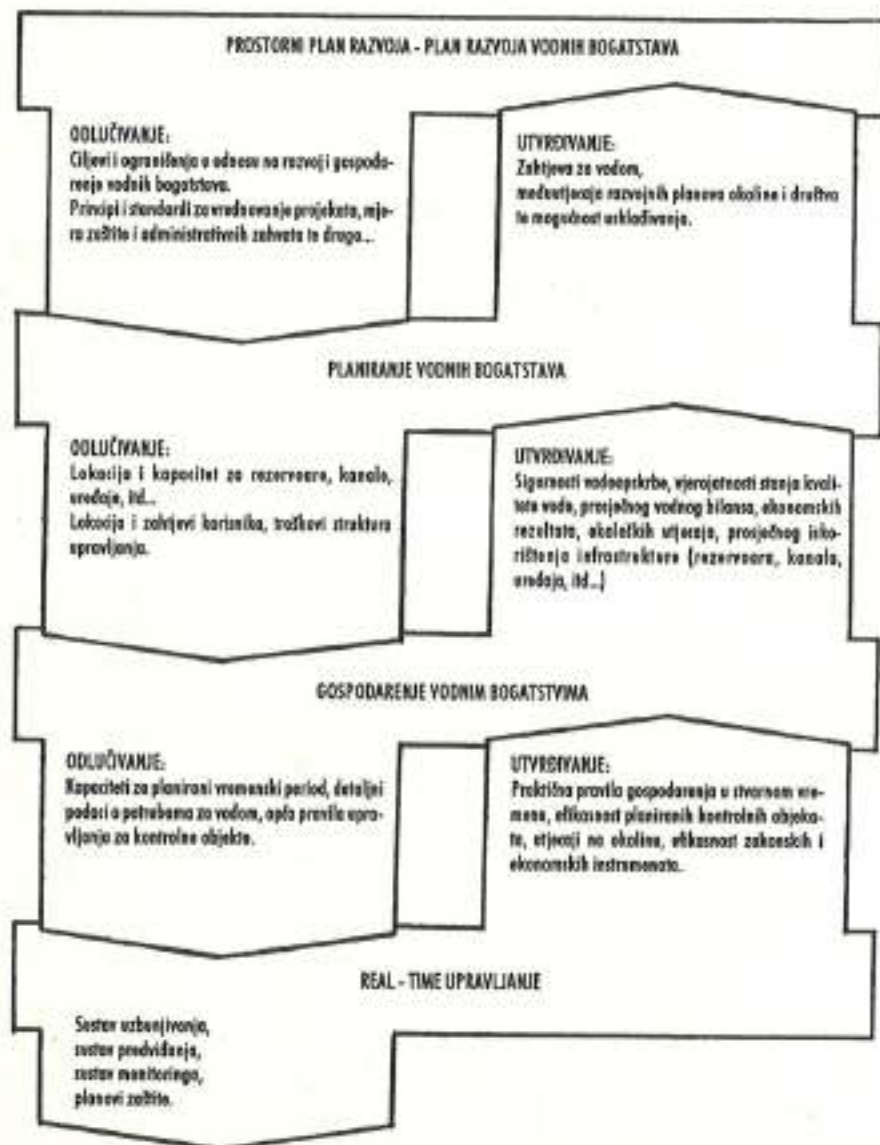 PROSTORNI PLAN RAZVOJA - PLAN RAZVOJA VODNIH BOGATSTAVA
ODLUČIVANJE:
Ciljevi i ograničenja u odnosu na razvoj i gospoda-
renje vodnih bogatstava.
Principi i standardi za vrednovanje projekata, mje-
ra zaštite i administrativnih zahvata te drugo...
UTVRĐIVANJE:
Zahtjeva za vodom,
međuutjecaja razvojnih planova okoline i društva
te mogućnost usklađivanja.
PLANIRANJE VODNIH BOGATSTAVA
ODLUČIVANJE:
Lokacija i kapacitet za rezervoare, kanale,
uređaje, itd...
Lokacija i zahtjevi korisnika, troškovi struktura
upravljanja.
UTVRĐIVANJE:
Sigurnosti vodoopskrbe, vjerojatnosti stanja kvali-
tete vode, prosječnog vodnog bilansa, ekonomskih
rezultata, ekoloških utjecaja, prosječnog isko-
rištenja infrastrukture (rezervoara, kanala,
uređaja, itd...)
GOSPODARENJE VODNIM BOGATSTVIMA
ODLUČIVANJE:
Kapaciteti za planirani vremenski period, detaljni
podaci o potrebama za vodom, opća pravila upra-
vljanja za kontrolne objekte.
UTVRĐIVANJE:
Praktična pravila gospodarenja u stvarnom vre-
menu, efikasnost planiranih kontrolnih objeka-
ta, utjecaji na okoline, efikasnost zakonskih i
ekonomskih instrumenata.
REAL - TIME UPRAVLJANJE
Sustav uzbunjivanja,
sustav predviđanja,
sustav monitoringa,
planovi zaštite.